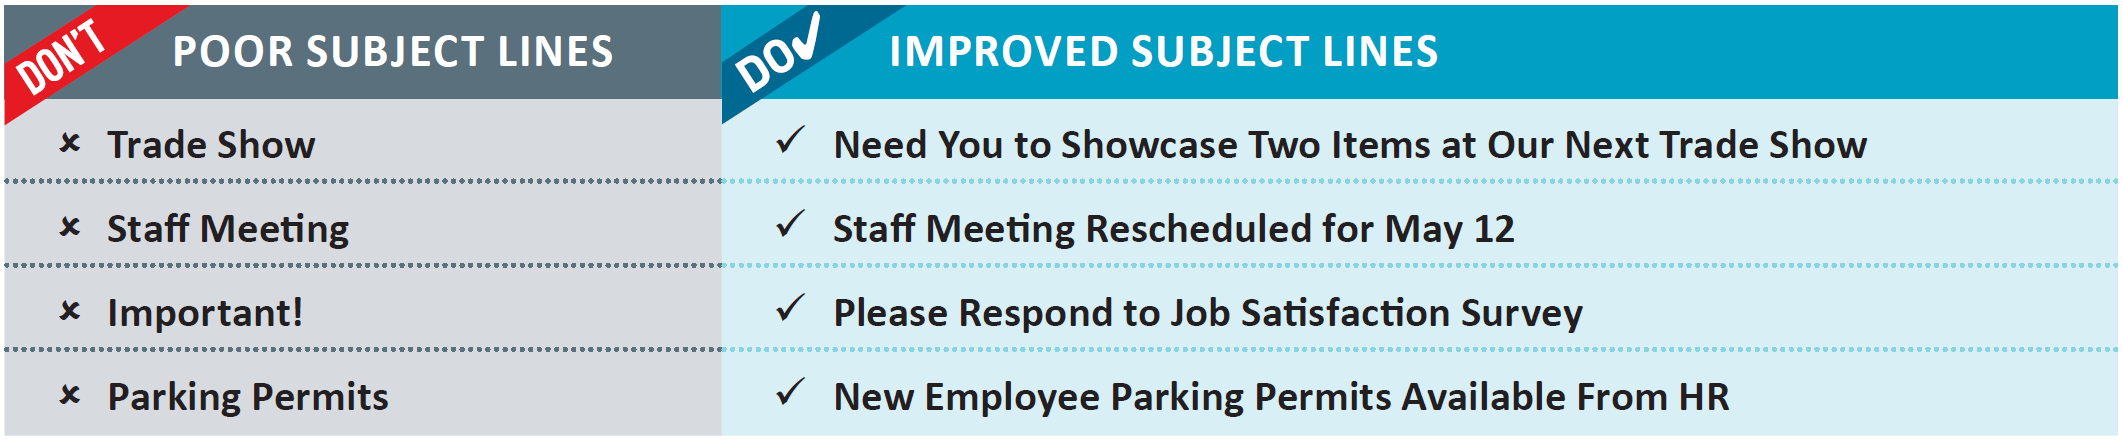 DON'T
POOR SUBJECT LINES
DO
IMPROVED SUBJECT LINES
Trade Show
Need You to Showcase Two Items at Our Next Trade Show
Staff Meeting
Staff Meeting Rescheduled for May 12
Important!
Please Respond to Job Satisfaction Survey
Parking Permits
New Employee Parking Permits Available From HR